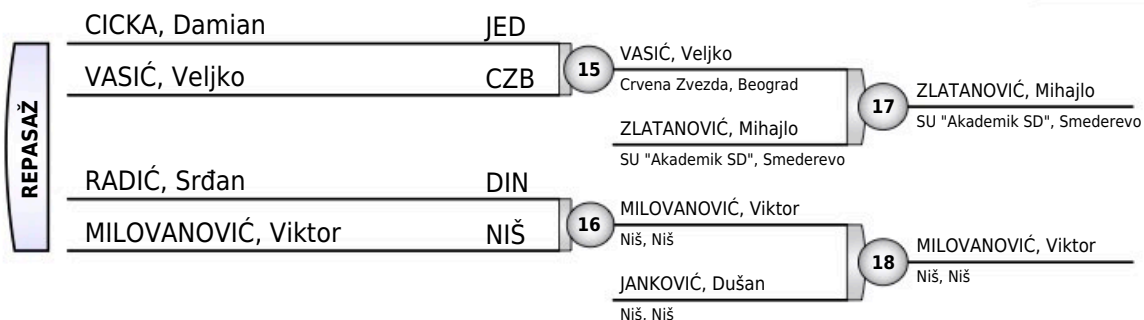 REPASAŽ
CICKA, Damian JED
VASIĆ, Veljko CZB
15
VASIĆ, Veljko
Crvena Zvezda, Beograd
ZLATANOVIĆ, Mihajlo
SU "Akademik SD", Smederevo
17
ZLATANOVIĆ, Mihajlo
SU "Akademik SD", Smederevo
RADIĆ, Srđan DIN
MILOVANOVIĆ, Viktor NIŠ
16
MILOVANOVIĆ, Viktor
Niš, Niš
JANKOVIĆ, Dušan
Niš, Niš
18
MILOVANOVIĆ, Viktor
Niš, Niš